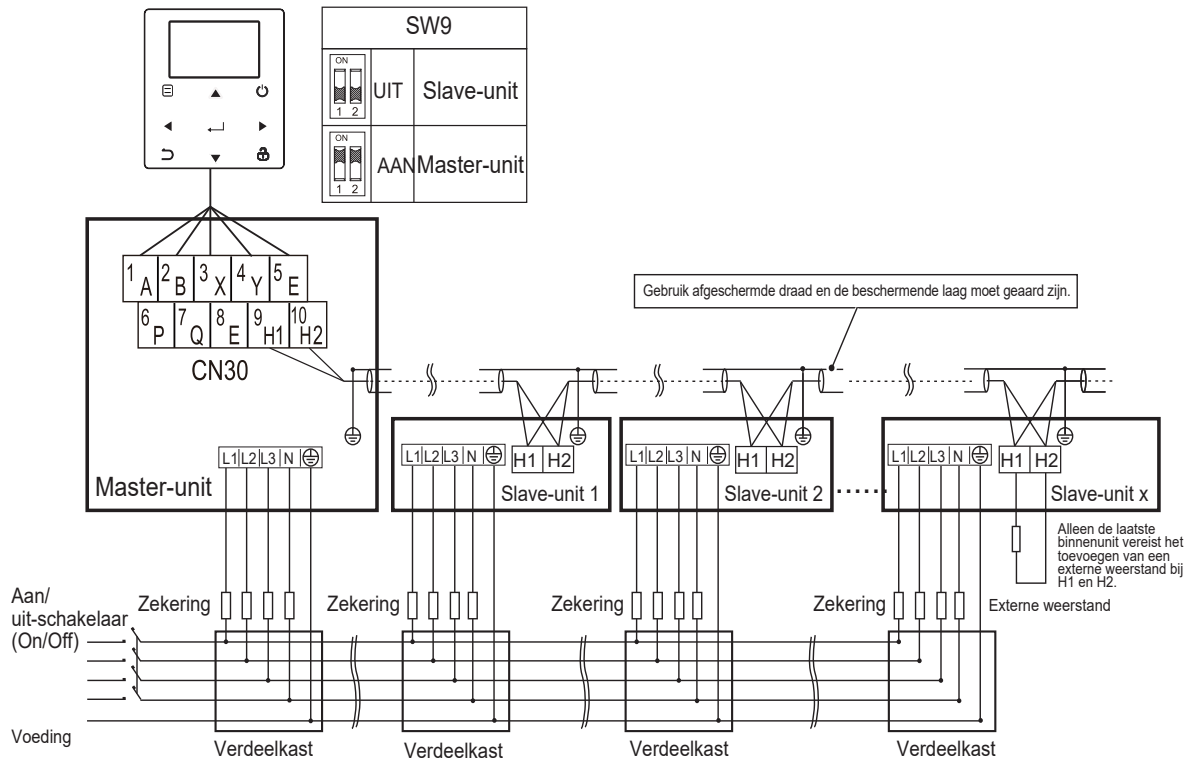 SW9
ON
1 2
UIT
Slave-unit
ON
1 2
AAN
Master-unit
1 A 2 B 3 X 4 Y 5 E
6 P 7 Q 8 E 9 H1 10 H2
CN30
Gebruik afgeschermde draad en de beschermende laag moet geaard zijn.
L1 L2 L3 N
Master-unit
L1 L2 L3 N
H1 H2
Slave-unit 1
L1 L2 L3 N
H1 H2
Slave-unit 2
L1 L2 L3 N
H1 H2
Slave-unit x
Alleen de laatste
binnenunit vereist het
toevoegen van een
externe weerstand bij
H1 en H2.
Externe weerstand
Aan/
uit-schakelaar
(On/Off)
Zekering
Zekering
Zekering
Zekering
Voeding
Verdeelkast
Verdeelkast
Verdeelkast
Verdeelkast